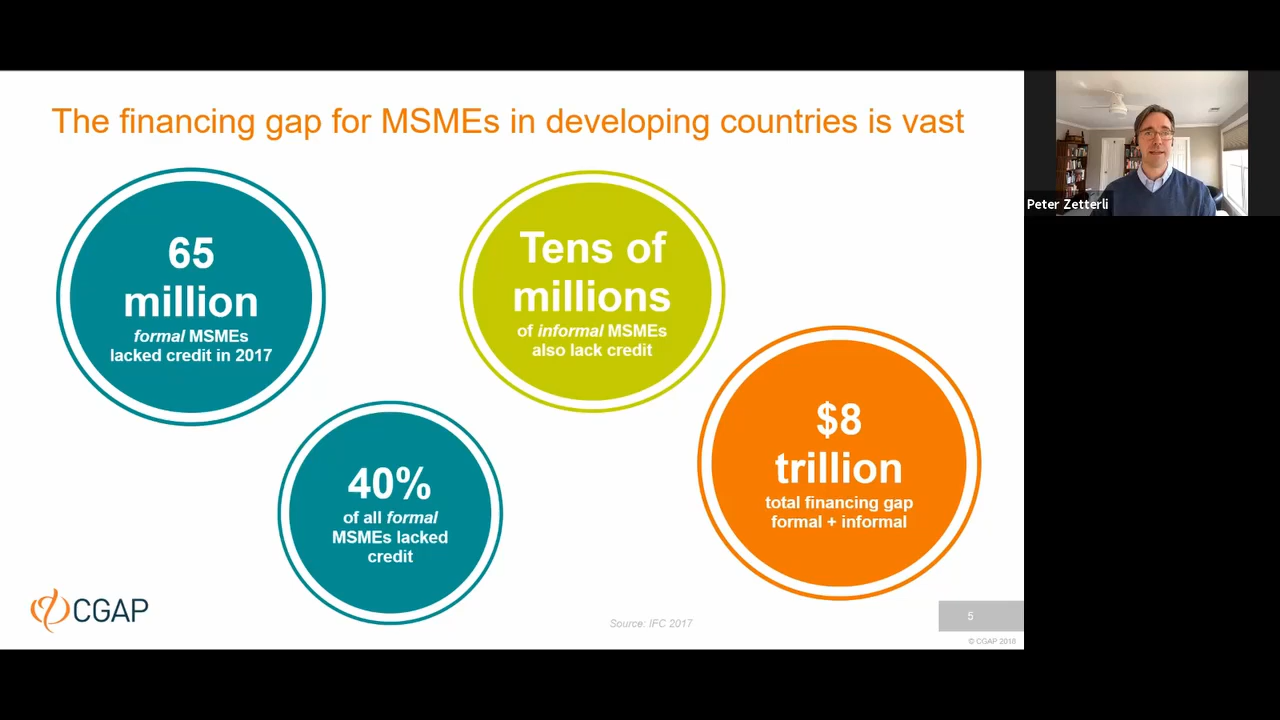 The financing gap for MSMEs in developing countries is vast
65
million
formal MSMEs
lacked credit in 2017
Tens of
millions
of informal MSMEs
also lack credit
40%
of all formal
MSMEs lacked
credit
$8
trillion
total financing gap
formal + informal
CGAP
Source: IFC 2017
5
© CGAP 2018
Peter Zetterli